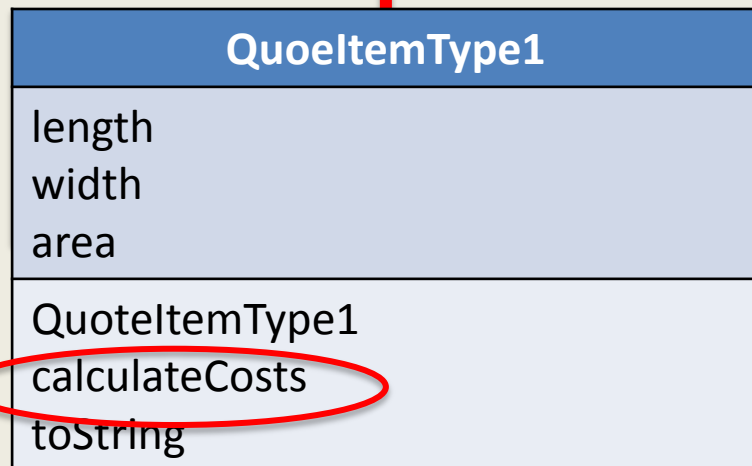 QuoeItemType1
length
width
area
QuoteItemType1
calculateCosts
toString